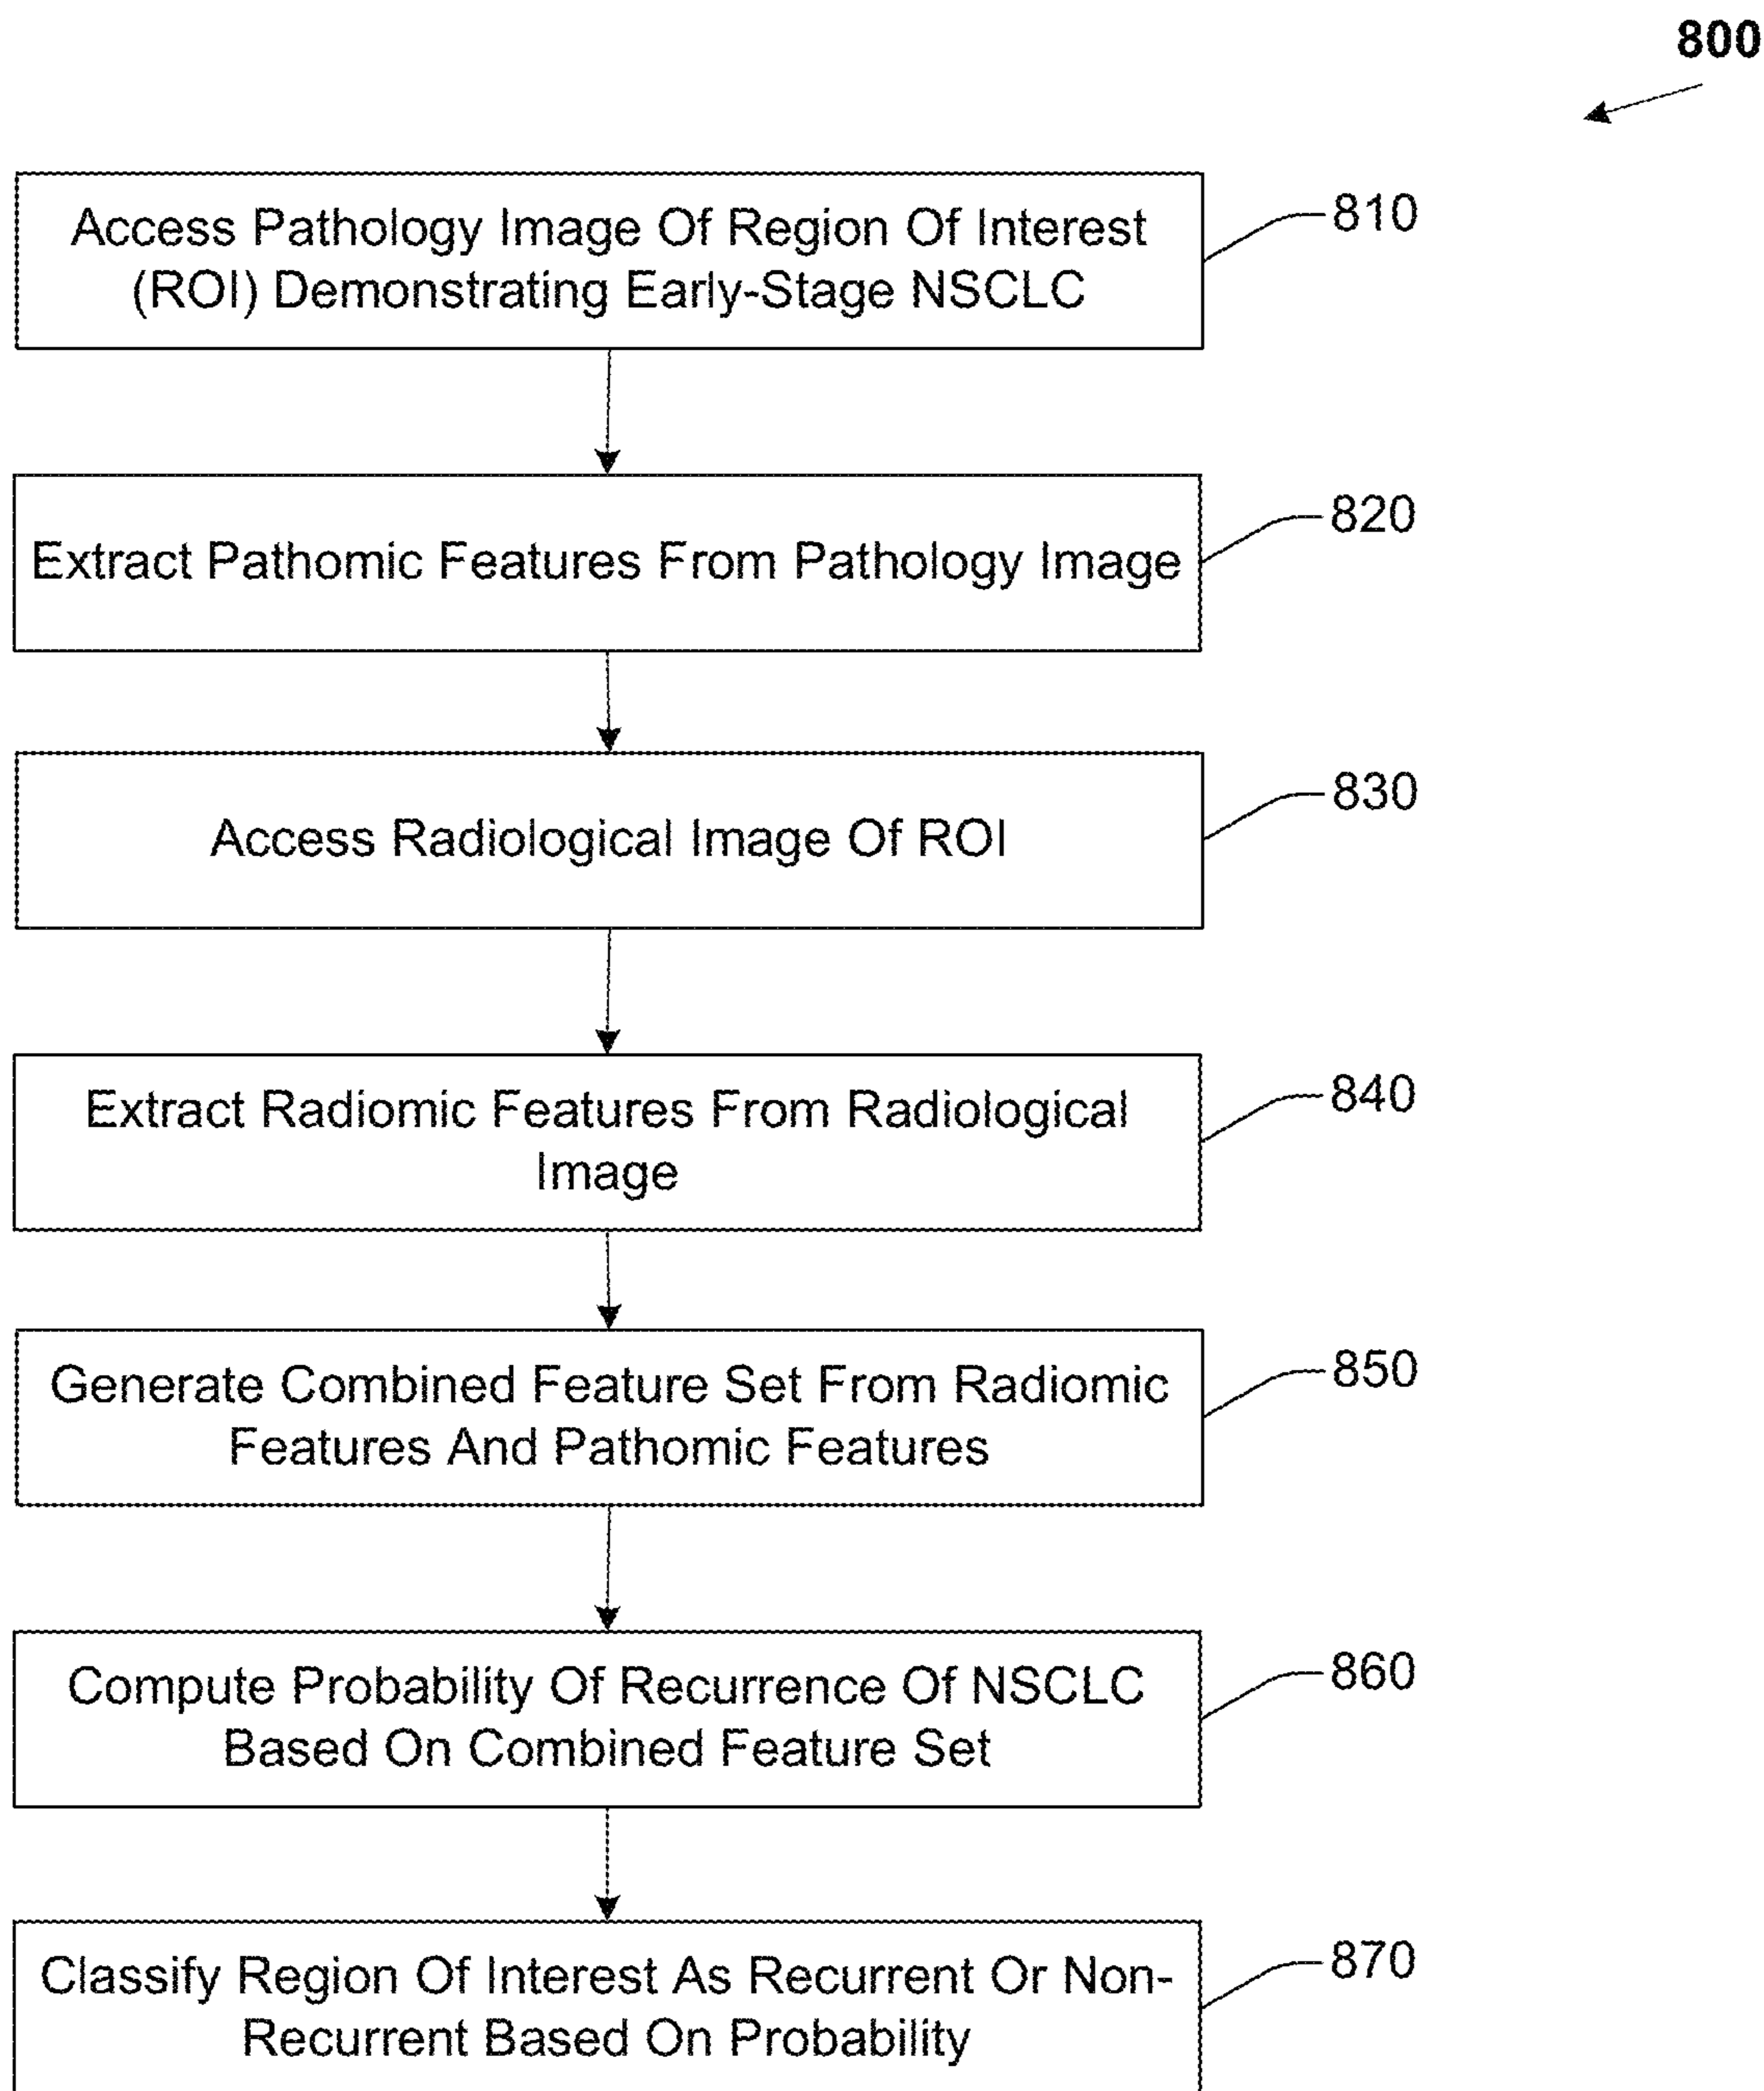 800
Access Pathology Image Of Region Of Interest
(ROI) Demonstrating Early-Stage NSCLC
810
Extract Pathomic Features From Pathology Image
820
Access Radiological Image Of ROI
830
Extract Radiomic Features From Radiological
Image
840
Generate Combined Feature Set From Radiomic
Features And Pathomic Features
850
Compute Probability Of Recurrence Of NSCLC
Based On Combined Feature Set
860
Classify Region Of Interest As Recurrent Or Non-
Recurrent Based On Probability
870